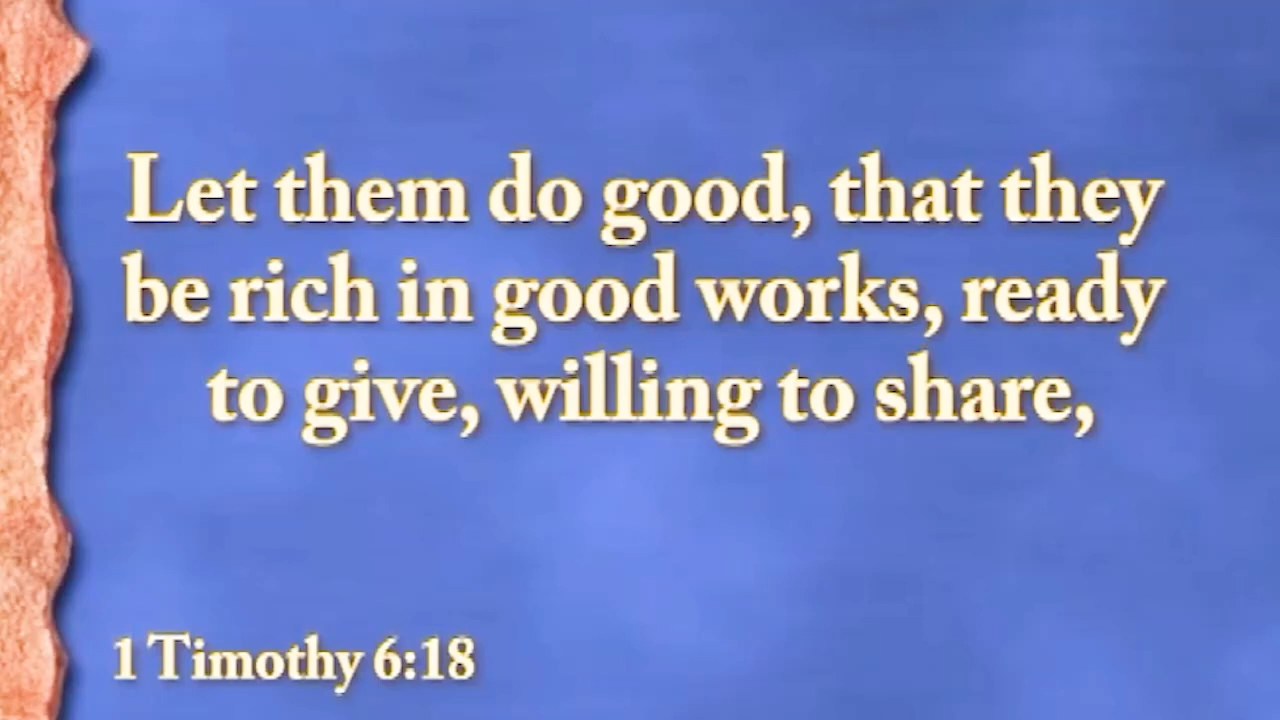 Let them do good, that they
be rich in good works, ready
to give, willing to share,
1 Timothy 6:18